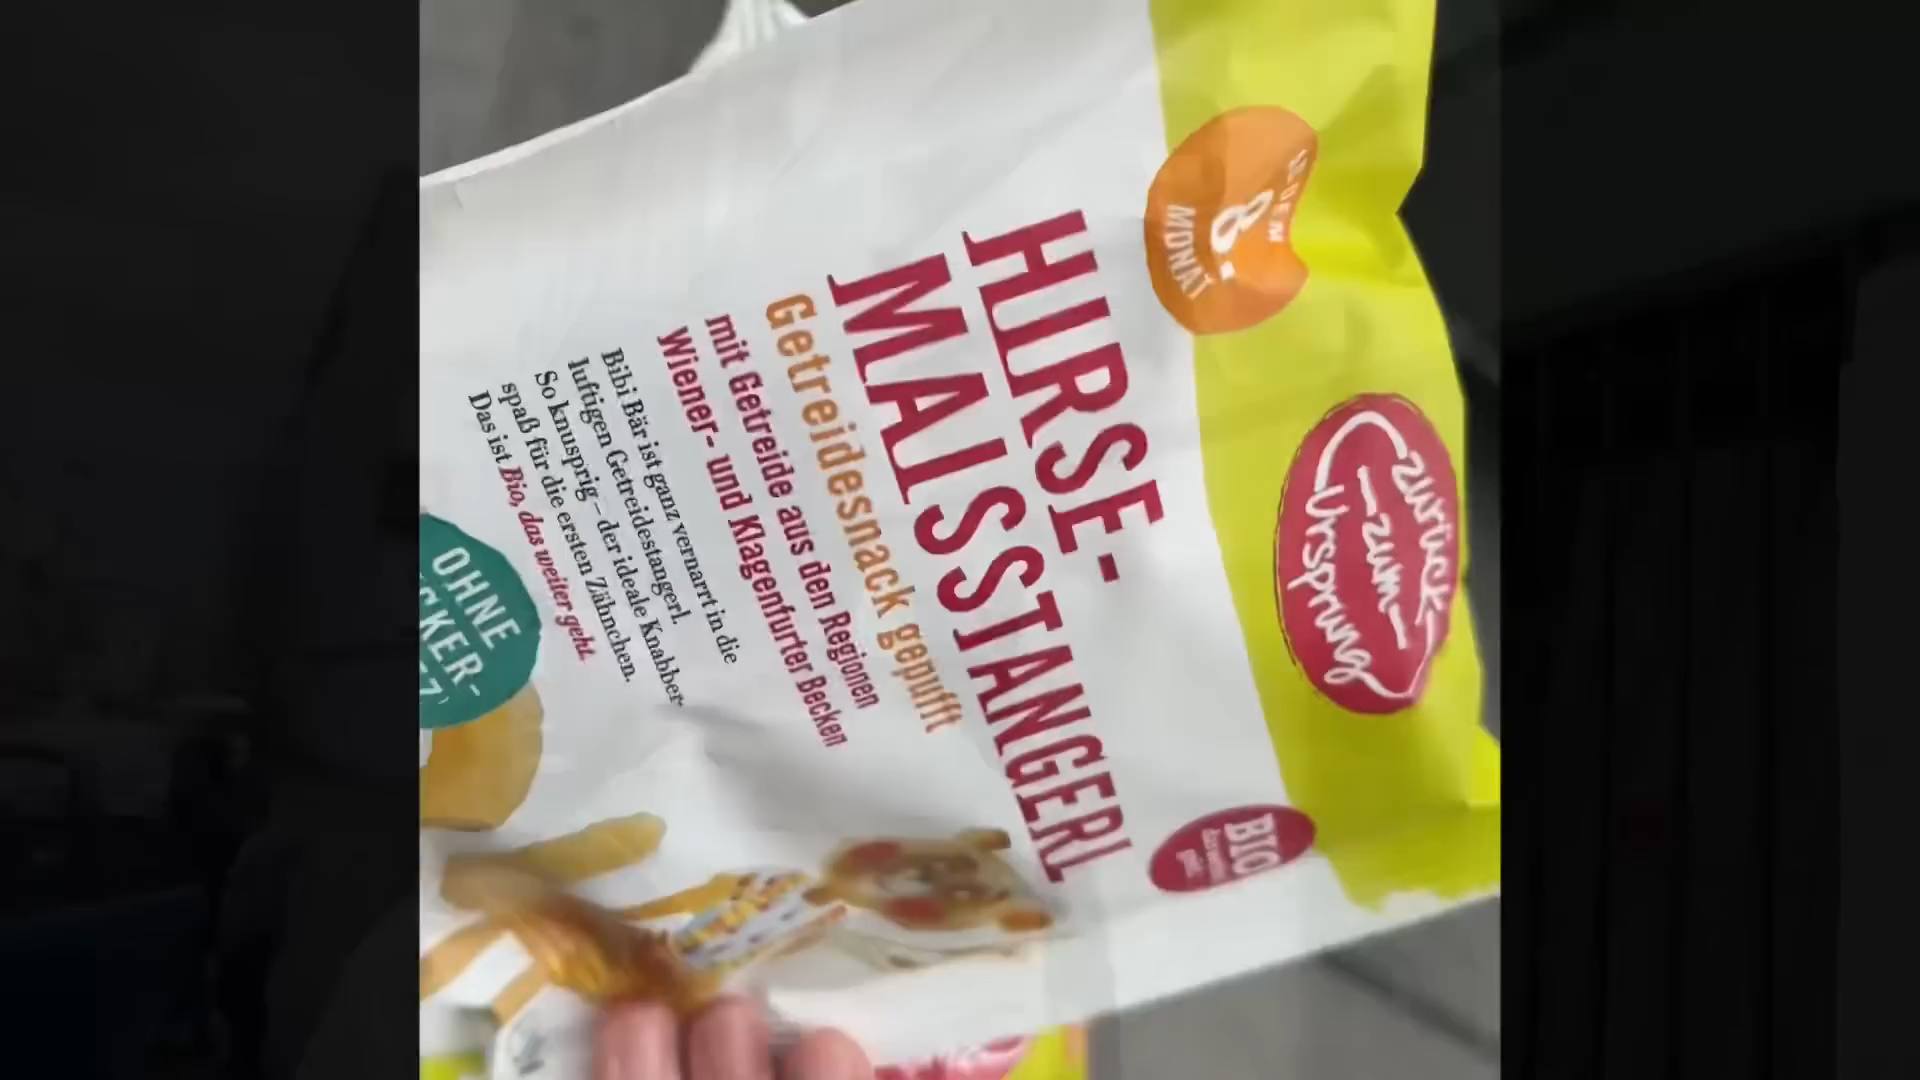 zurück
zum
Ursprung
8.
MONAT
BIO
HIRSE-
MAISSTANGERL
Getreidesnack gepufft
mit Getreide aus den Regionen
Wiener- und Klagenfurter Becken
Bibi Bär ist ganz vernarrt in die
luftigen Getreidestangerl.
So knusprig – der ideale Knabber-
spaß für die ersten Zähnchen.
Das ist Bio, das weiter geht.
OHNE